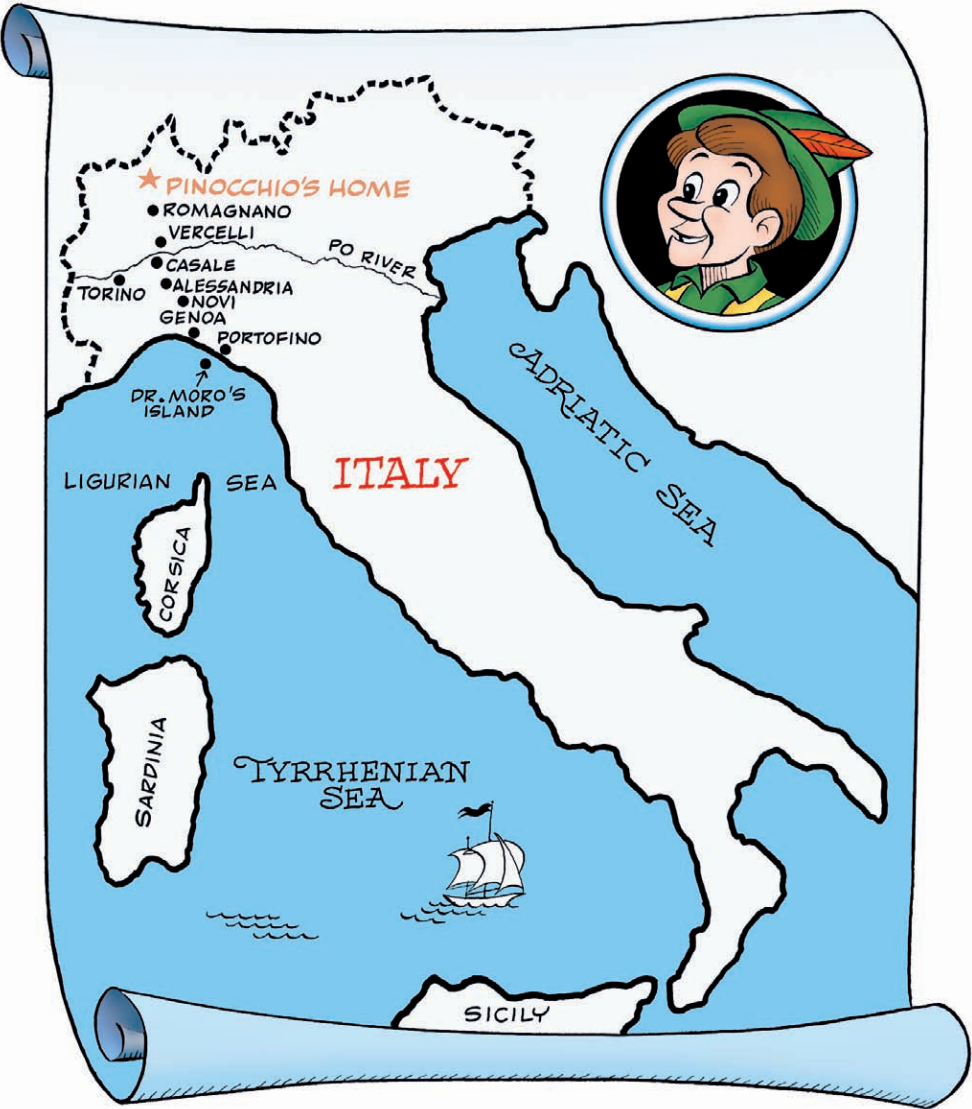 PINOCCHIO'S HOME
ROMAGNANO
VERCELLI
PO RIVER
CASALE
TORINO
ALESSANDRIA
NOVI
GENOA
PORTOFINO
DR. MORO'S
ISLAND
ADRIATIC SEA
ITALY
LIGURIAN SEA
CORSICA
SARDINIA
TYRRHENIAN
SEA
SICILY